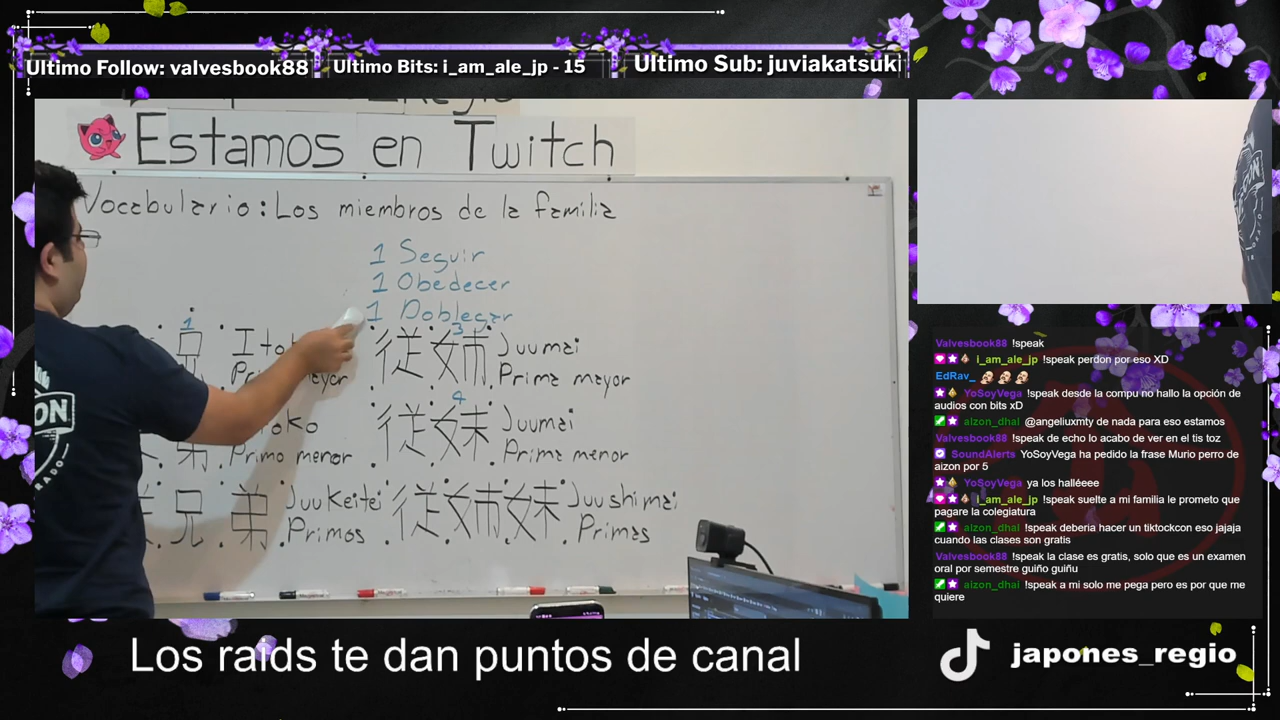 Ultimo Follow: valvesbook88
Ultimo Bits: i_am_ale_jp - 15
Ultimo Sub: juviakatsuki
Estamos en Twitch
Vocabulario: Los miembros de la familia
1 Seguir
1 Obedecer
1 Doblegar
1
3
兄 Itok
従姉 Juumai
Prima mayor
4
弟
Primo menor
従妹 Juumai
Prima menor
兄弟 Juukeitei
Primos
従姉妹 Juushimai
Primas
Valvesbook88 !speak
i_am_ale_jp !speak perdon por eso XD
EdRav_
YoSoyVega !speak desde la compu no hallo la opción de
audios con bits xD
aizon_dhal @angeliuxmty de nada para eso estamos
Valvesbook88 !speak de echo lo acabo de ver en el tis toz
SoundAlerts YoSoyVega ha pedido la frase Murio perro de
aizon por 5
YoSoyVega ya los halléeee
i_am_ale_jp !speak suelte a mi familia le prometo que
pagare la colegiatura
aizon_dhal !speak deberia hacer un tiktockcon eso jajaja
cuando las clases son gratis
Valvesbook88 !speak la clase es gratis, solo que es un examen
oral por semestre guiño guiñu
aizon_dhal !speak a mi solo me pega pero es por que me
quiere
Los raids te dan puntos de canal
japones_regio